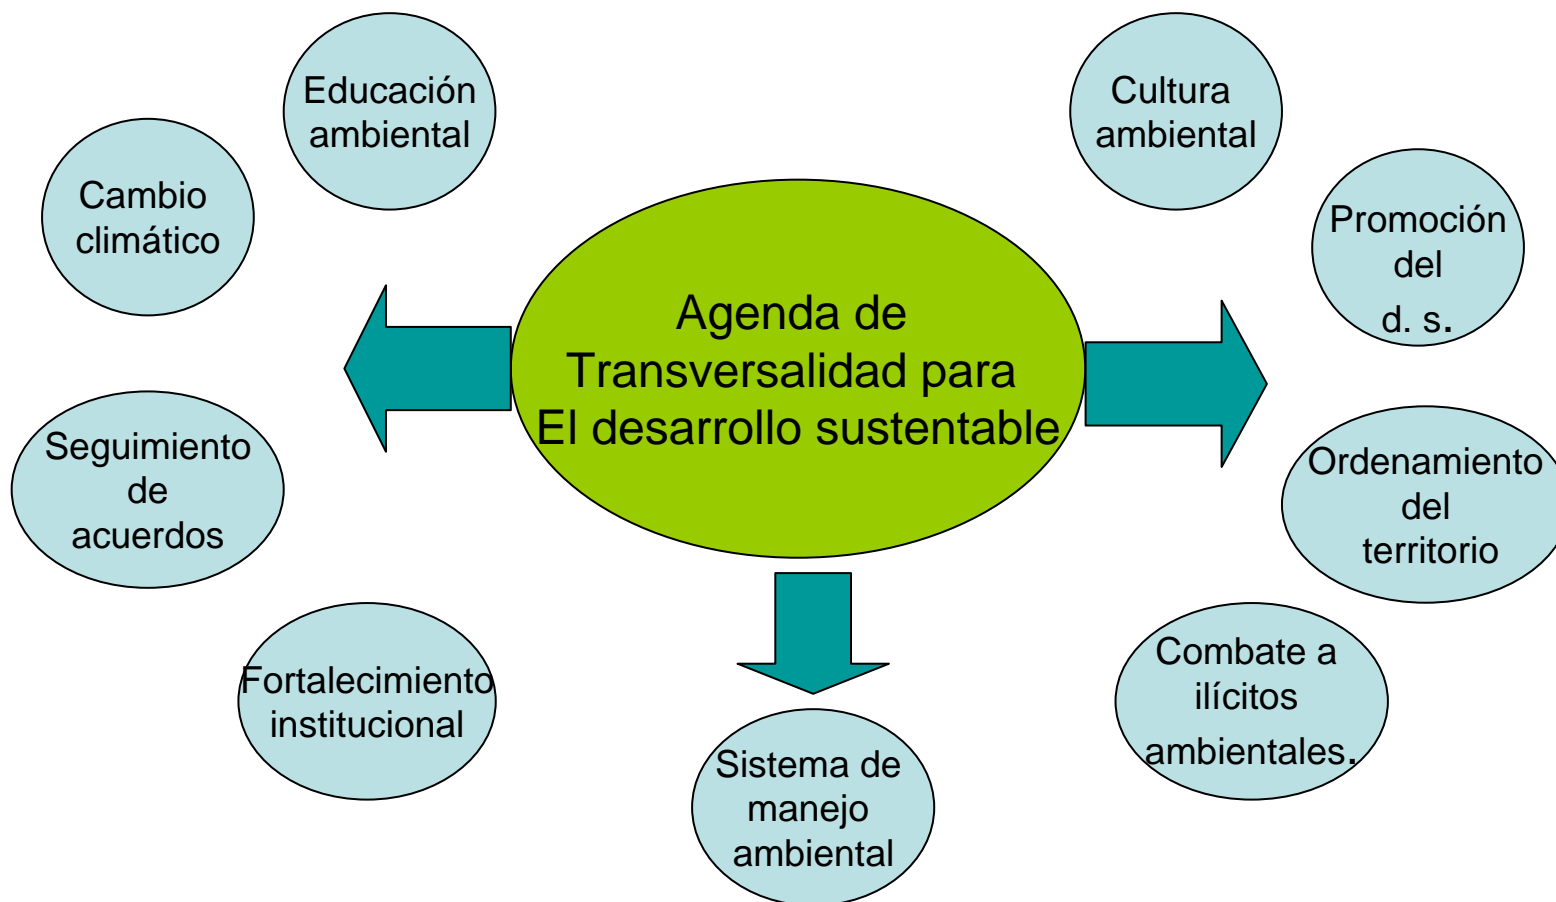 Educación
ambiental
Cultura
ambiental
Cambio
climático
Promoción
del
d. s.
Agenda de
Transversalidad para
El desarrollo sustentable
Seguimiento
de
acuerdos
Ordenamiento
del
territorio
Fortalecimiento
institucional
Combate a
ilícitos
ambientales.
Sistema de
manejo
ambiental